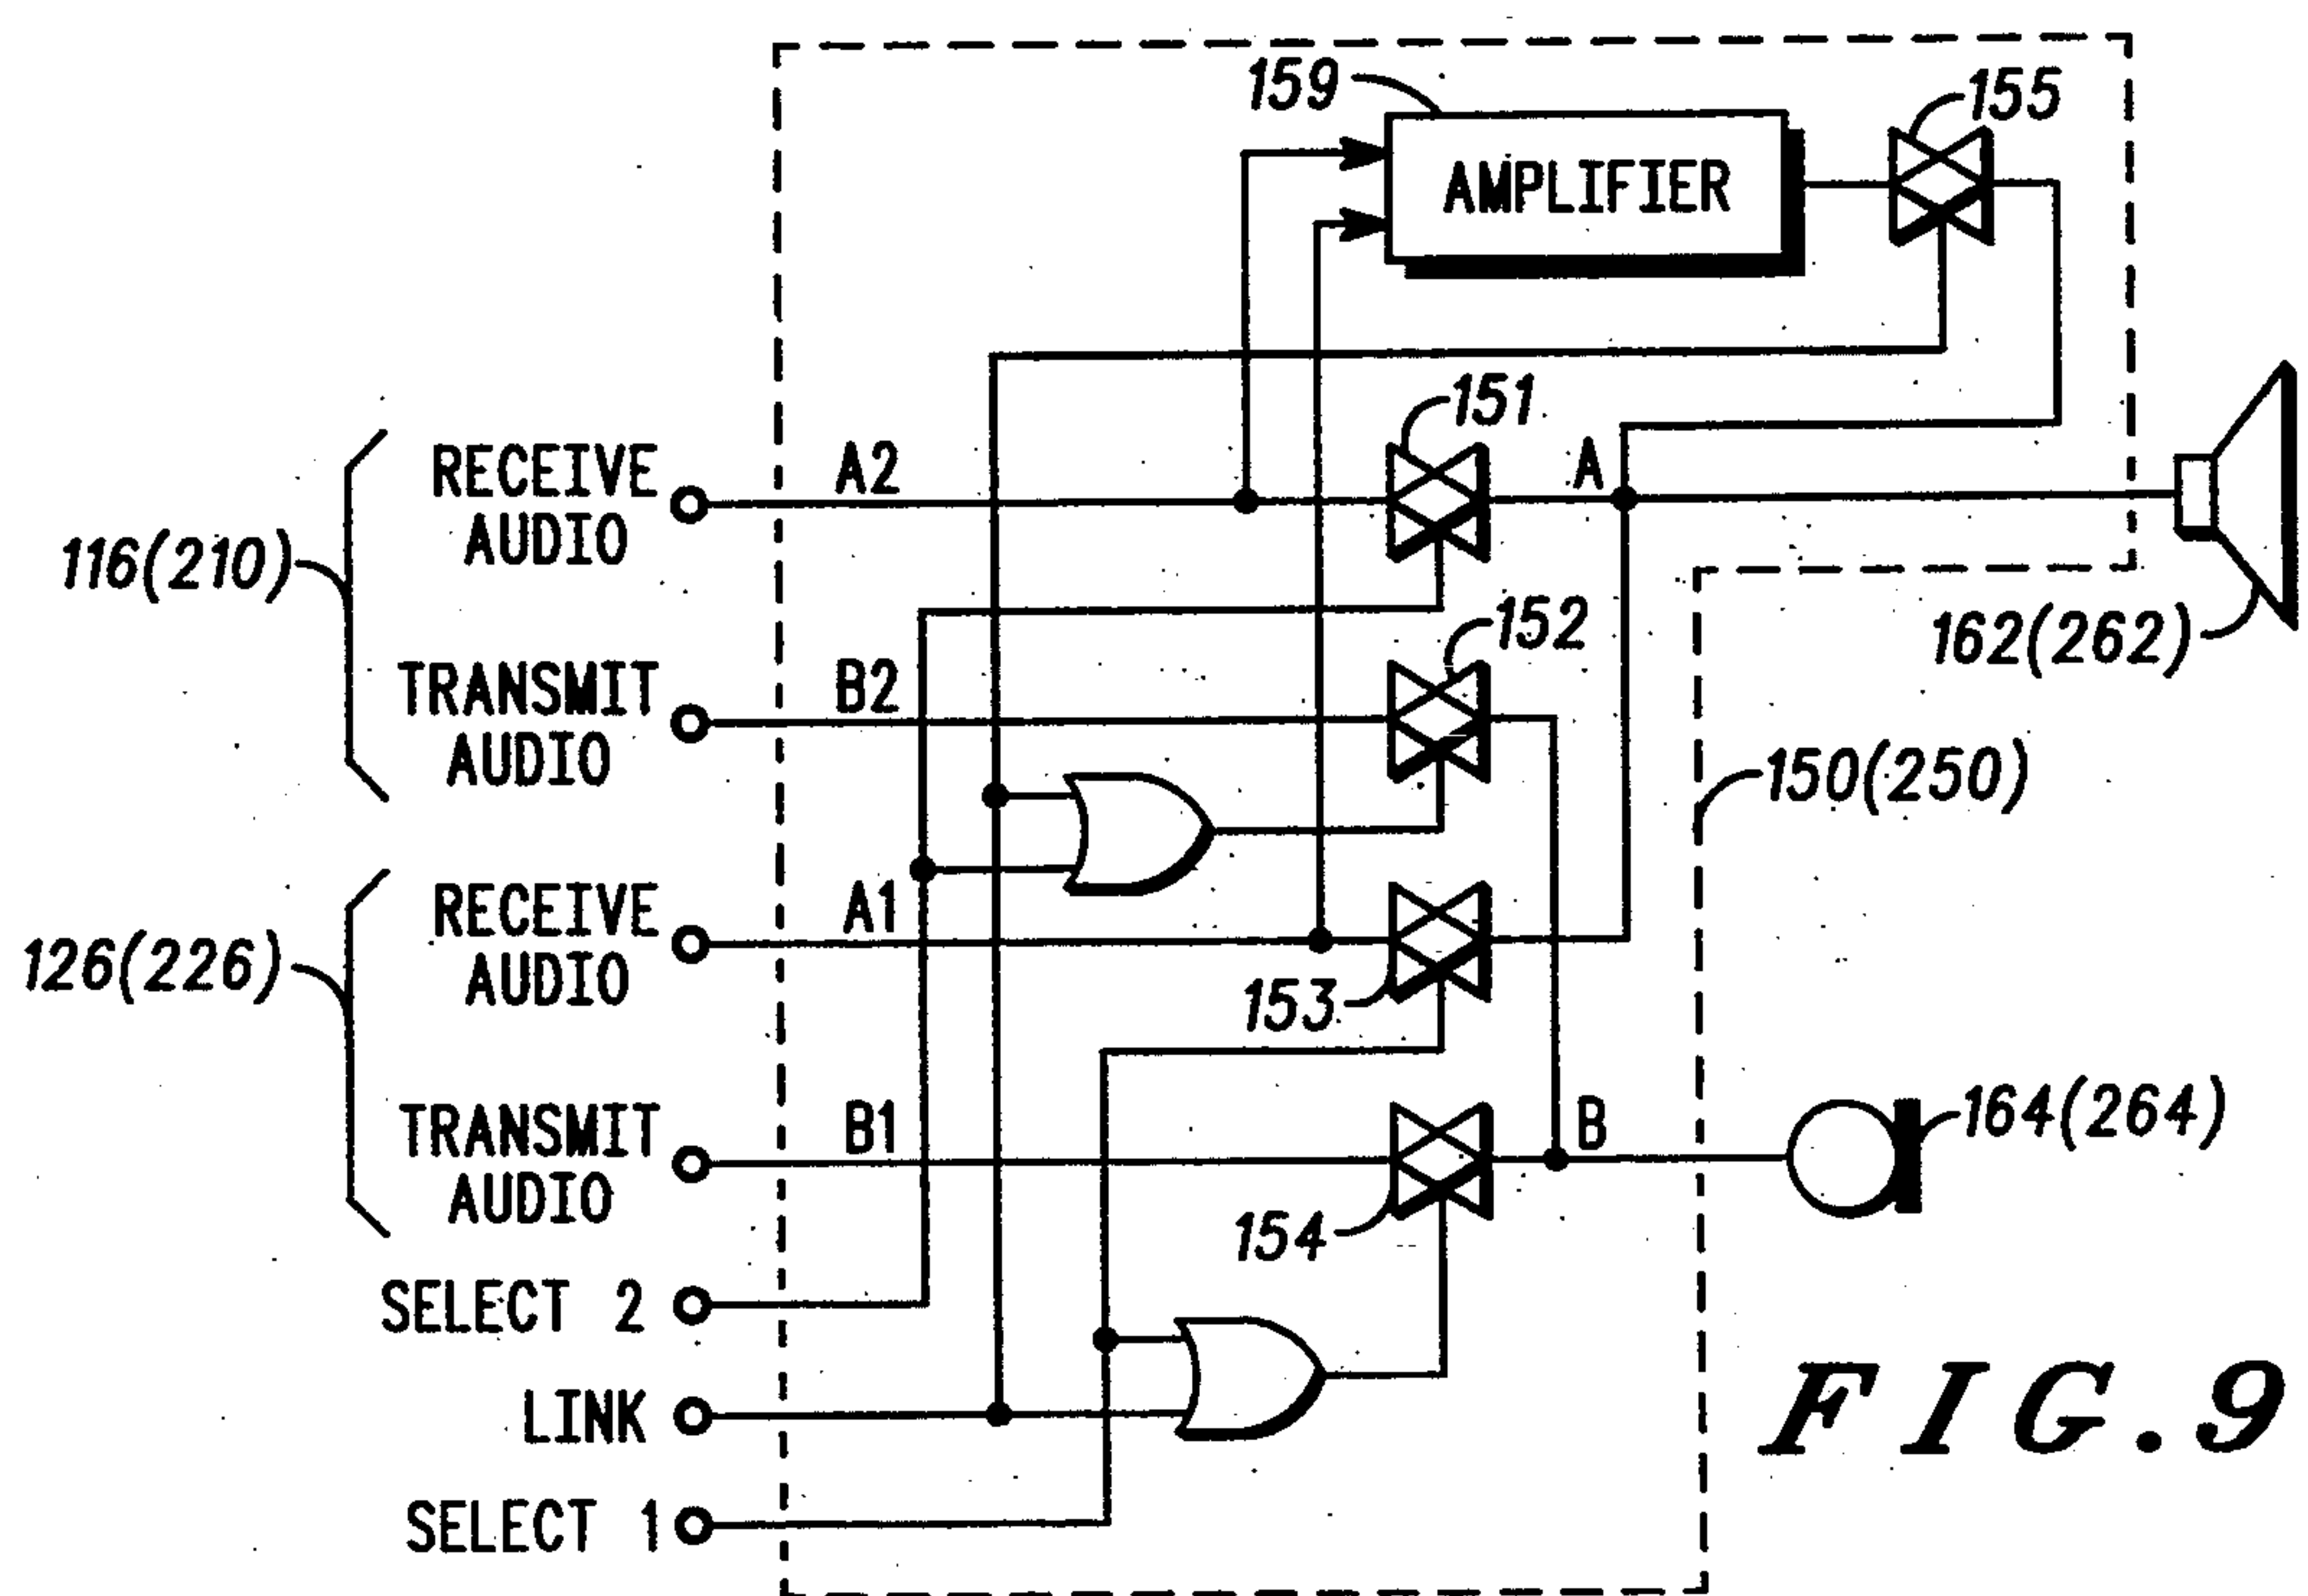 159
155
AMPLIFIER
151
RECEIVE
AUDIO
A2
A
116(210)
152
162(262)
TRANSMIT
AUDIO
B2
150(250)
RECEIVE
AUDIO
A1
126(226)
153
TRANSMIT
AUDIO
B1
B
164(264)
154
SELECT 2
LINK
SELECT 1
FIG.9